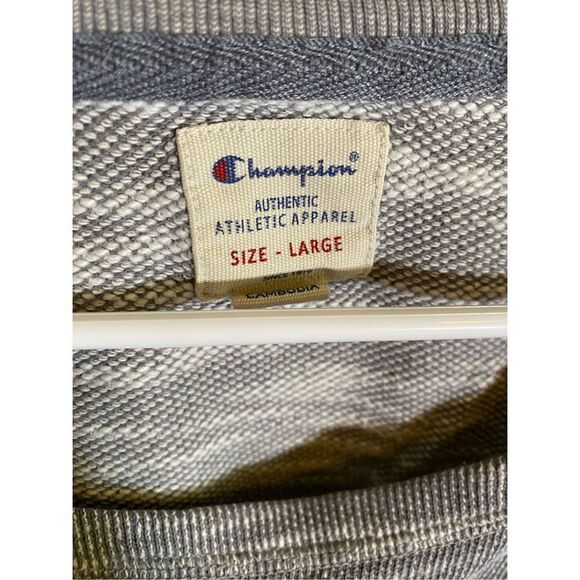 Champion®
AUTHENTIC
ATHLETIC APPAREL
SIZE - LARGE
SINCE 1919
CAMBODIA